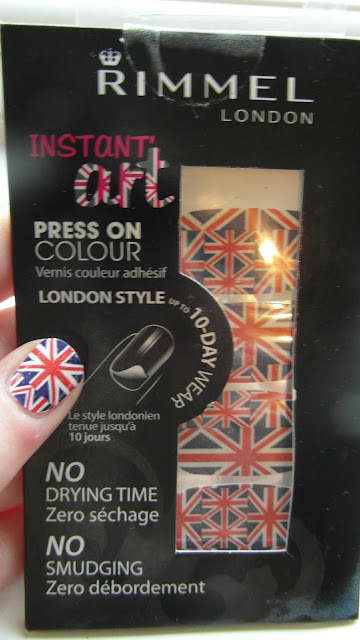 RIMMEL
LONDON
INSTANT'
art
PRESS ON
COLOUR
Vernis couleur adhésif
LONDON STYLE
UP TO 10-DAY WEAR
Le style londonien
tenue jusqu'à
10 jours
NO
DRYING TIME
Zero séchage
NO
SMUDGING
Zero débordement